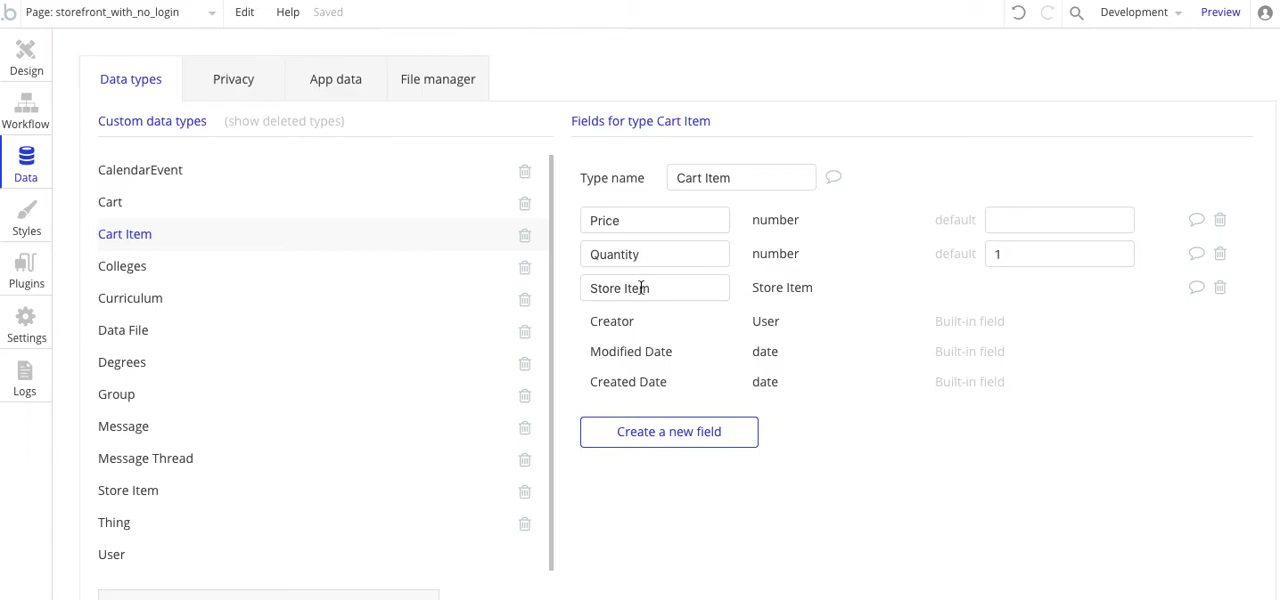 .b Page: storefront_with_no_login Edit Help Saved Development Preview
Design
Workflow
Data
Styles
Plugins
Settings
Logs
Data types Privacy App data File manager
Custom data types (show deleted types)
CalendarEvent
Cart
Cart Item
Colleges
Curriculum
Data File
Degrees
Group
Message
Message Thread
Store Item
Thing
User
Fields for type Cart Item
Type name Cart Item
Price number default
Quantity number default 1
Store Item Store Item
Creator User Built-in field
Modified Date date Built-in field
Created Date date Built-in field
Create a new field